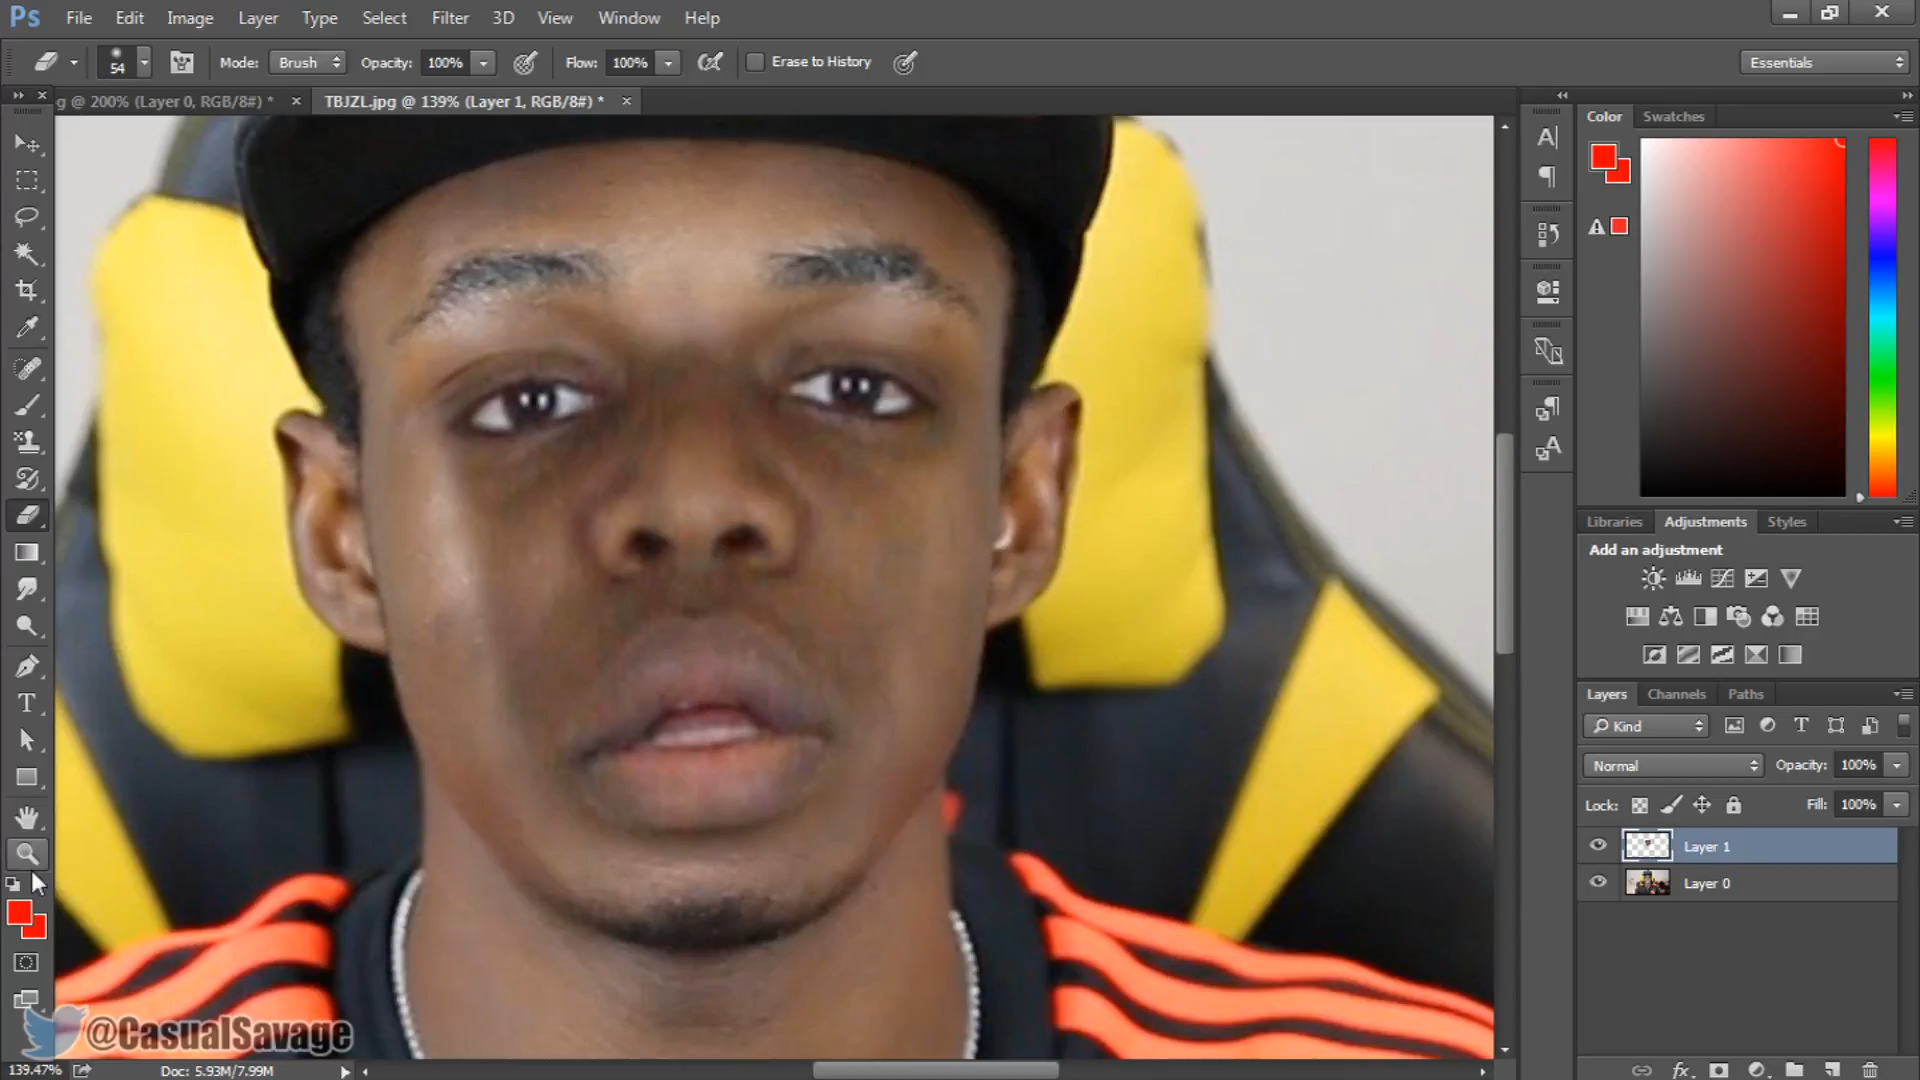 Ps File Edit Image Layer Type Select Filter 3D View Window Help
54 Mode: Brush Opacity: 100% Flow: 100% Erase to History Essentials
g @ 200% (Layer 0, RGB/8#) * × TBJZL.jpg @ 139% (Layer 1, RGB/8#) * ×
Color Swatches
Libraries Adjustments Styles
Add an adjustment
Layers Channels Paths
Kind
Normal Opacity: 100%
Lock: Fill: 100%
Layer 1
Layer 0
@CasualSavage
139.47% Doc: 5.93M/7.99M